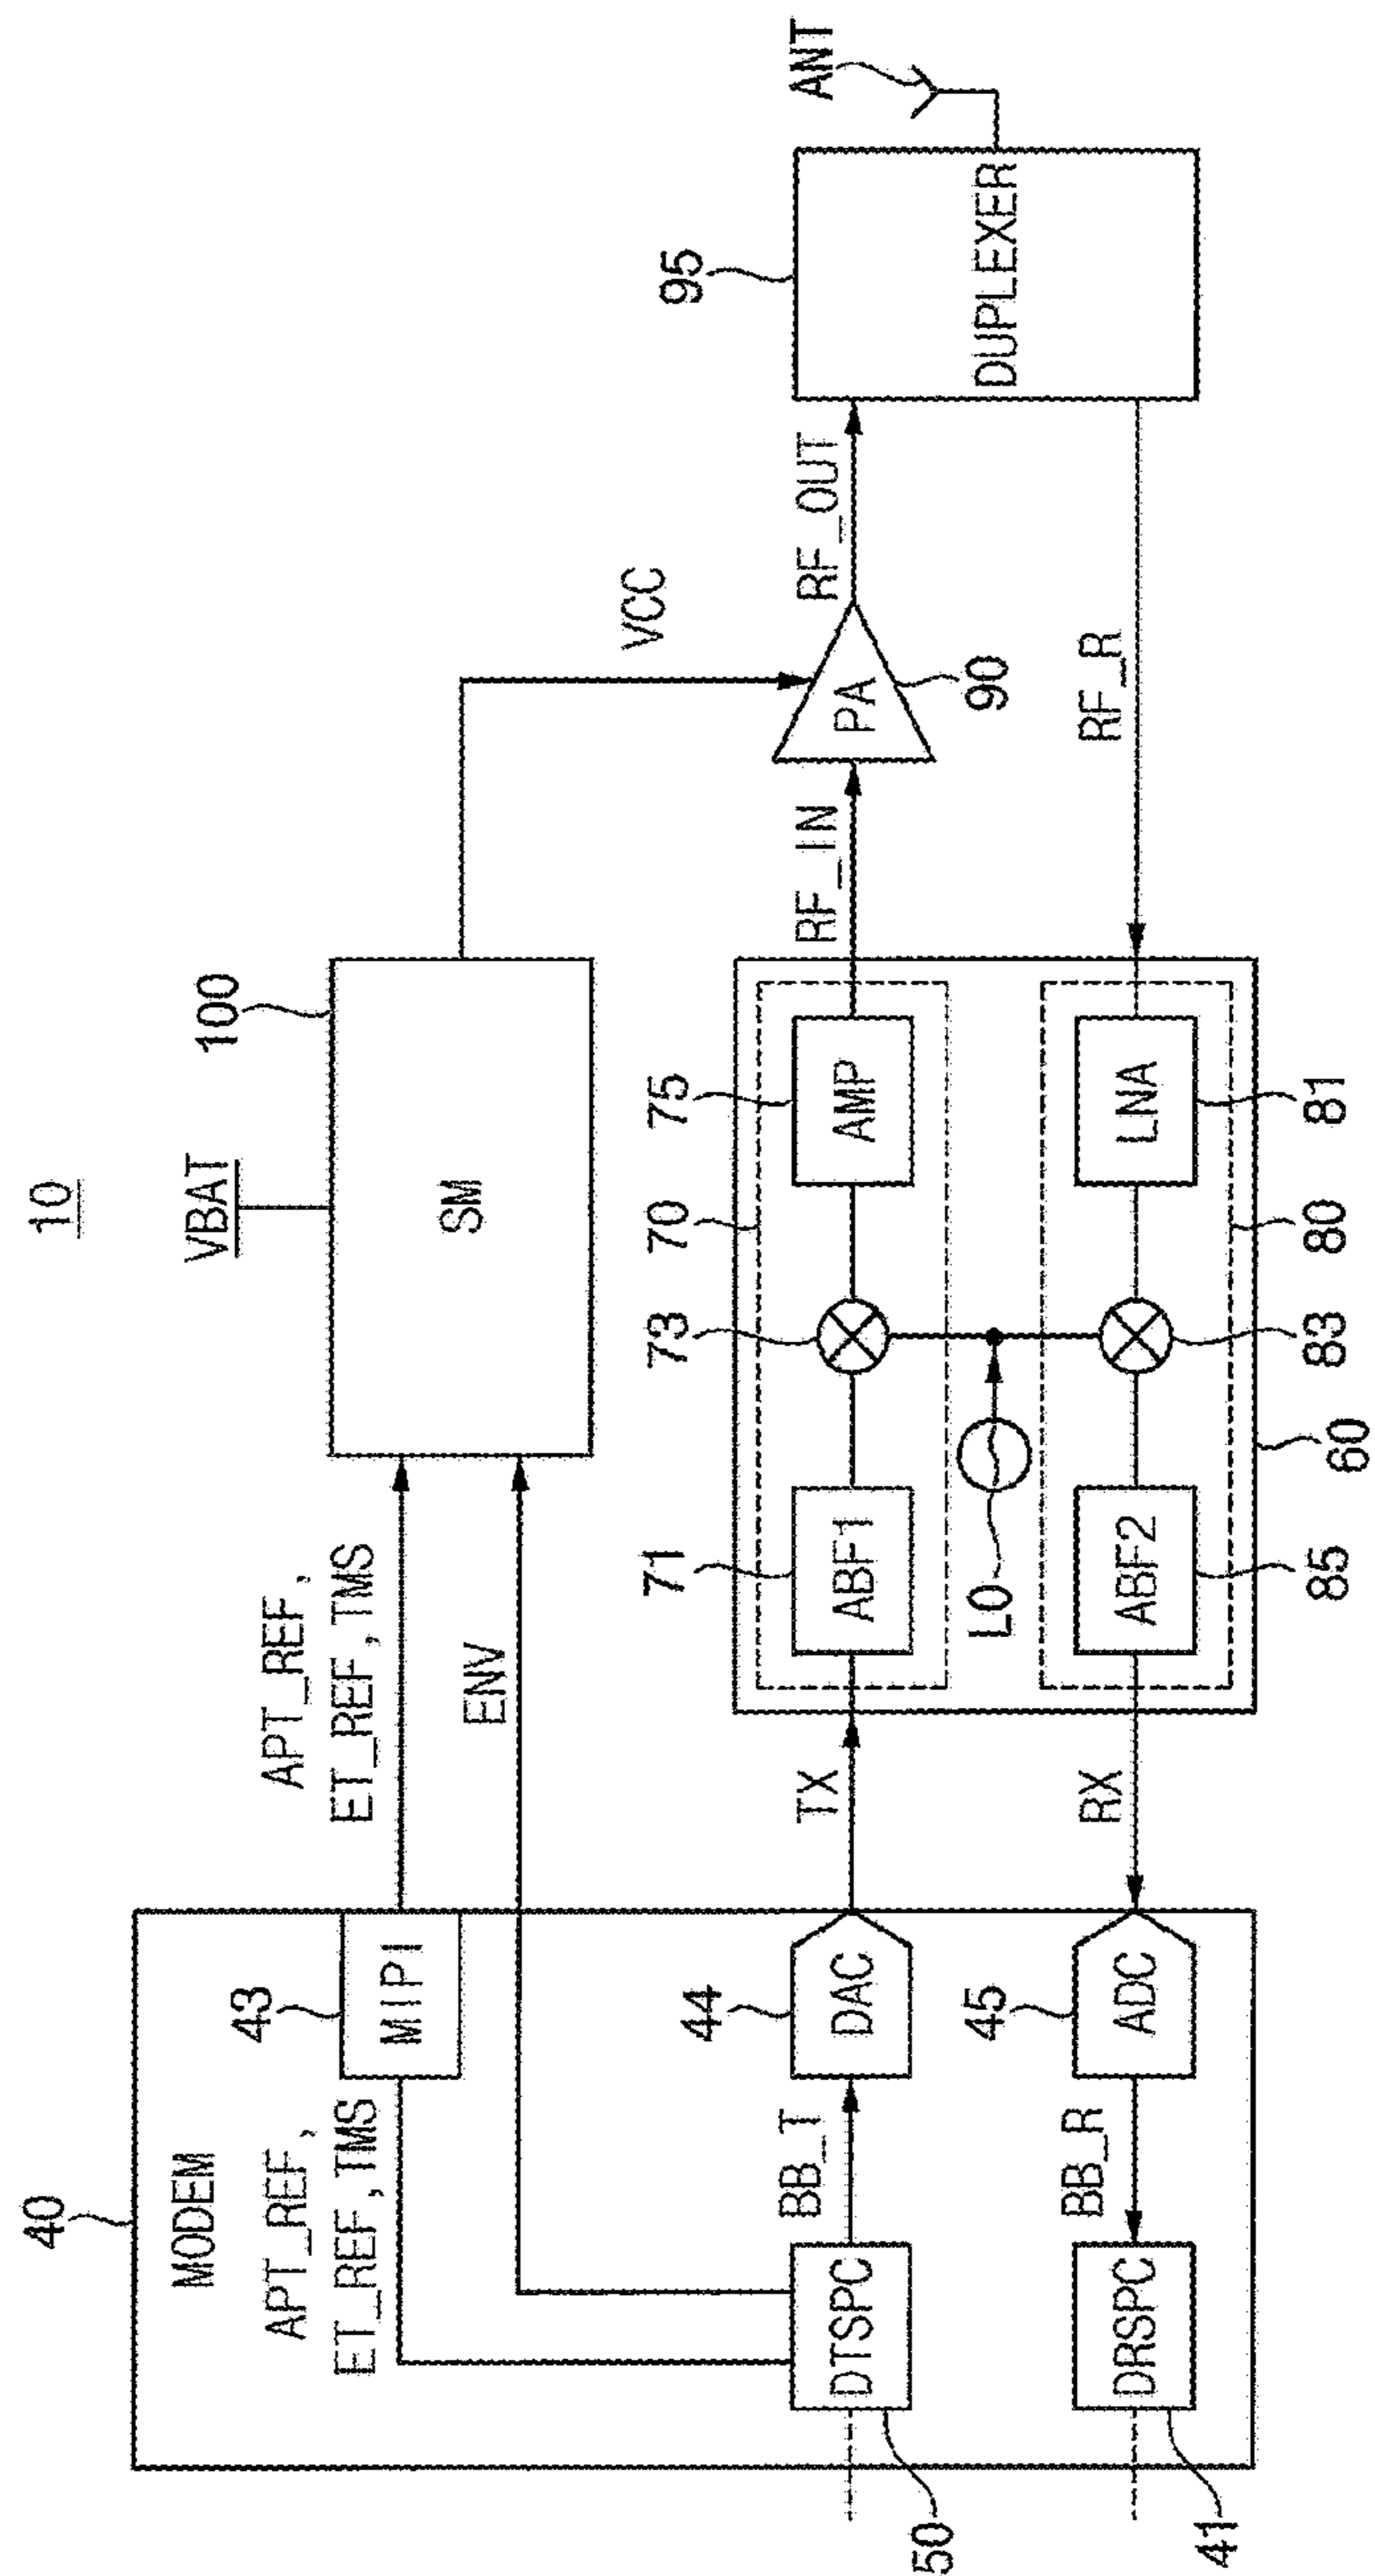 10
40
MODEM
APT_REF,
ET_REF,TMS
43
MIPI
APT_REF,
ET_REF,TMS
ENV
VBAT
100
SM
VCC
50
DTSPC
BB_T
44
DAC
TX
71
ABF1
73
70
75
AMP
RF_IN
PA
90
RF_OUT
95
DUPLEXER
ANT
LO
41
DRSPC
BB_R
45
ADC
RX
ABF2
85
83
80
LNA
81
60
RF_R